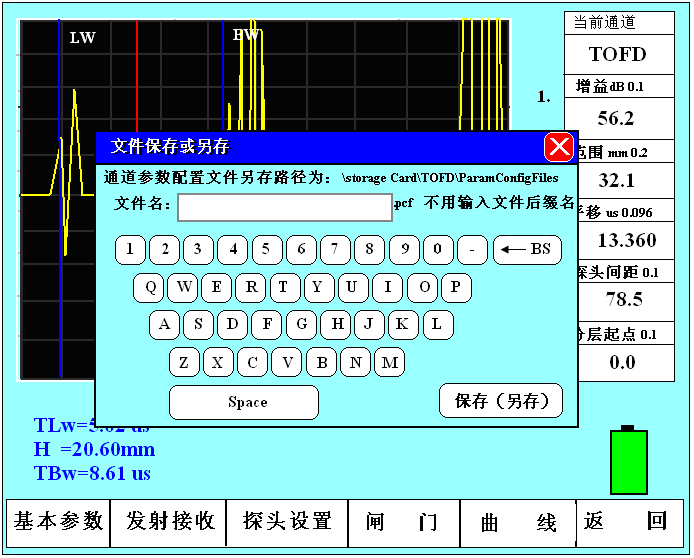 LW
BW
当前通道
TOFD
1.
增益dB 0.1
56.2
范围 mm 0.2
32.1
平移 us 0.096
13.360
探头间距 0.1
78.5
分层起点 0.1
0.0
文件保存或另存
通道参数配置文件另存路径为: \storage Card\TOFD\ParamConfigFiles
文件名: .pcf 不用输入文件后缀名
1 2 3 4 5 6 7 8 9 0 - ← BS
Q W E R T Y U I O P
A S D F G H J K L
Z X C V B N M
Space
保存（另存）
TLw=5.02 us
H =20.60mm
TBw=8.61 us
基本参数 发射接收 探头设置 闸 门 曲 线 返 回